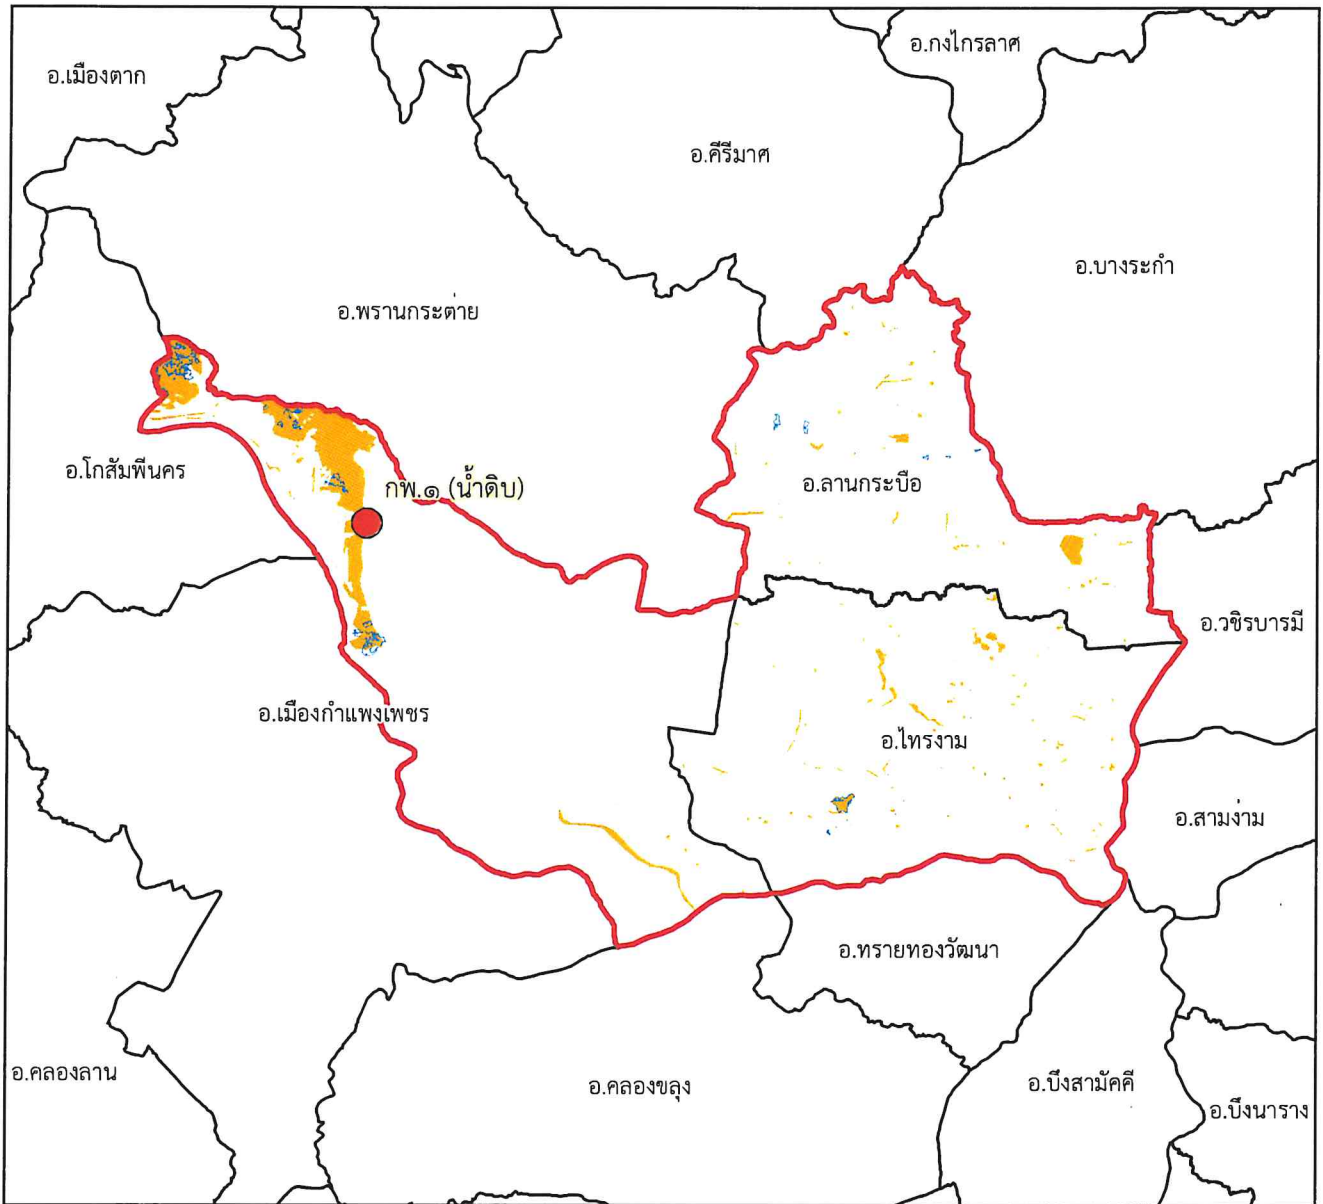 อ.กงไกรลาศ
อ.เมืองตาก
อ.คีรีมาศ
อ.บางระกำ
อ.พรานกระต่าย
อ.โกสัมพีนคร
กพ.๑ (น้ำดิบ)
อ.ลานกระบือ
อ.วชิรบารมี
อ.เมืองกำแพงเพชร
อ.ไทรงาม
อ.สามง่าม
อ.ทรายทองวัฒนา
อ.คลองลาน
อ.คลองขลุง
อ.บึงสามัคคี
อ.บึงนาราง